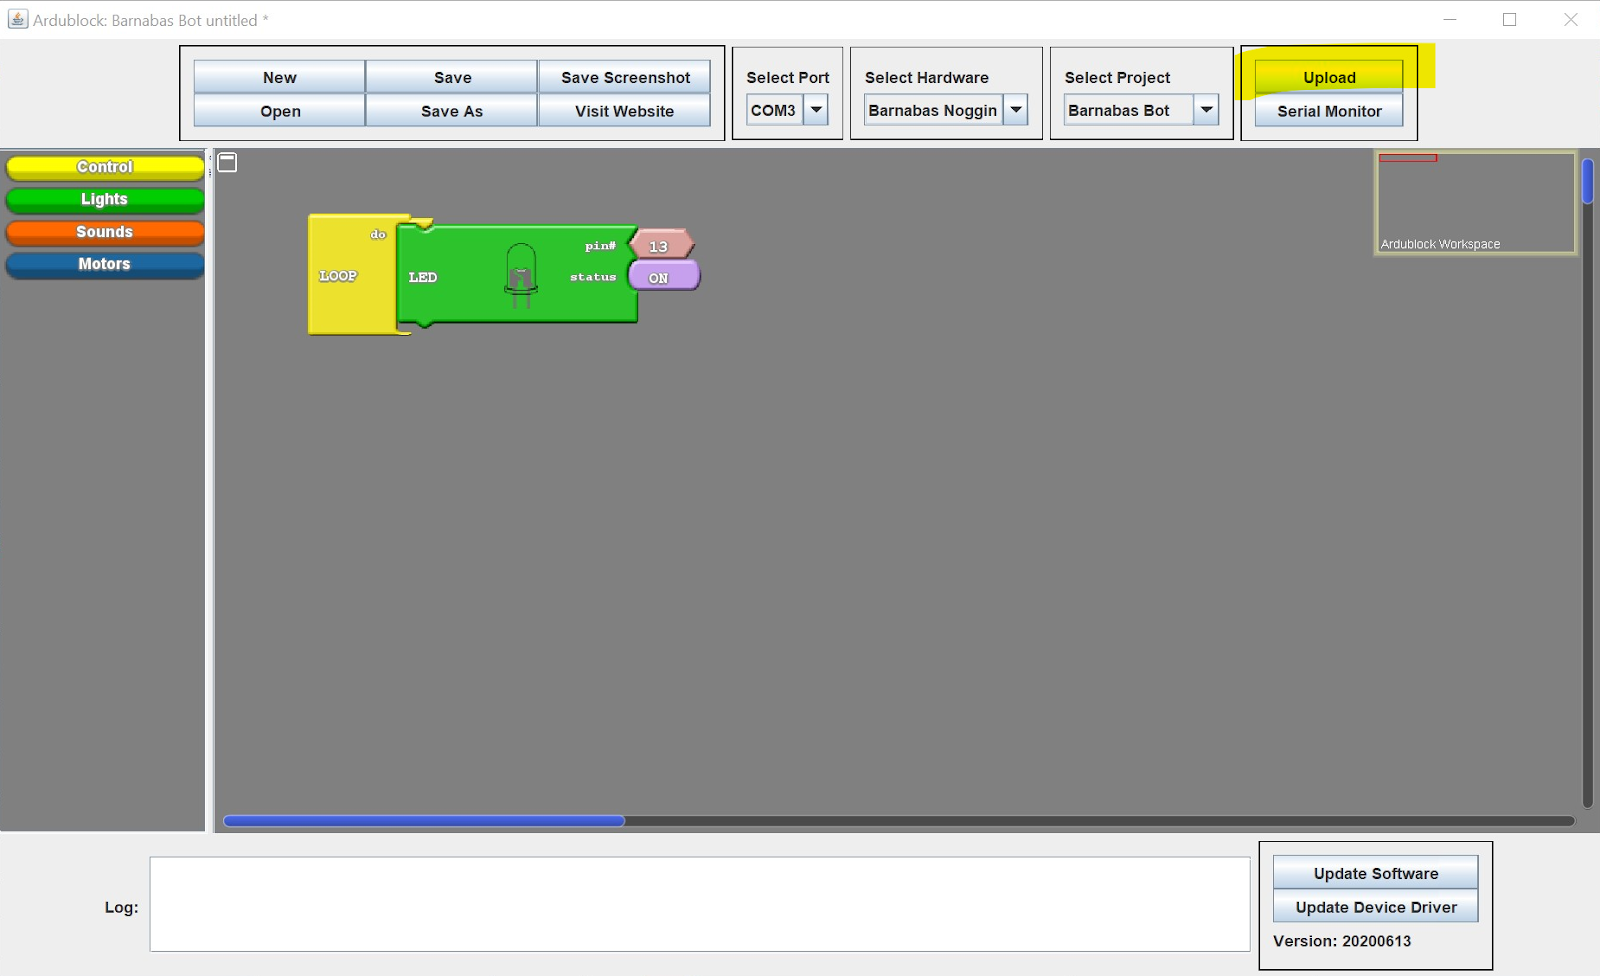 Ardublock: Barnabas Bot untitled *
New Save Save Screenshot
Open Save As Visit Website
Select Port
COM3
Select Hardware
Barnabas Noggin
Select Project
Barnabas Bot
Upload
Serial Monitor
Control
Lights
Sounds
Motors
do
LOOP
LED
pin# 13
status ON
Ardublock Workspace
Log:
Update Software
Update Device Driver
Version: 20200613